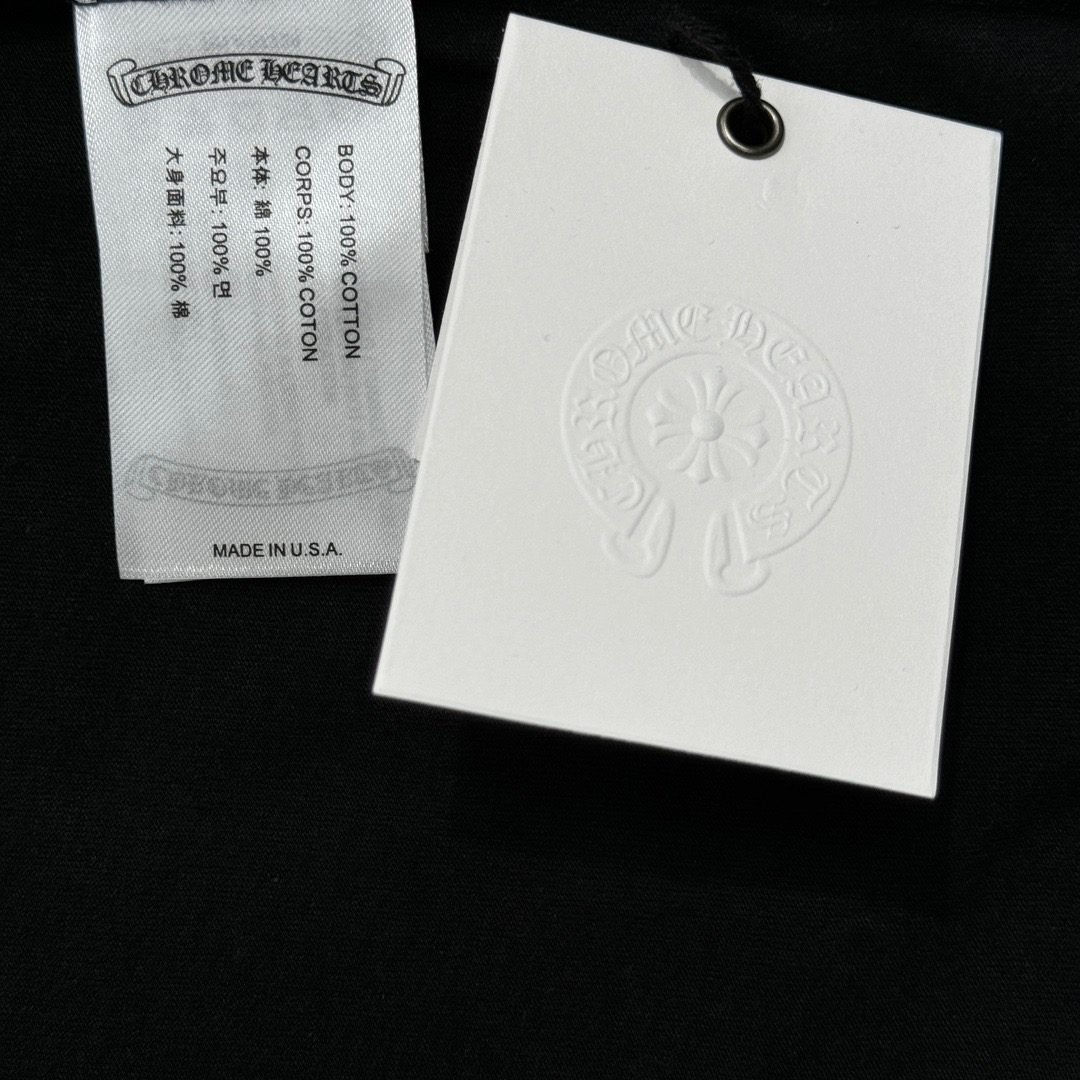 CHROME HEARTS
BODY: 100% COTTON
CORPS: 100% COTON
本体: 綿 100%
주요부: 100% 면
大身面料: 100% 棉
CHROME HEARTS
MADE IN U.S.A.
CHROME HEARTS